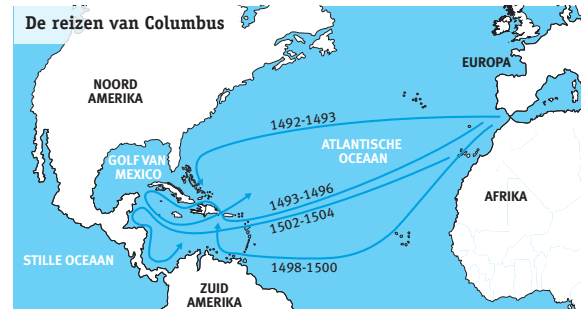 De reizen van Columbus
EUROPA
NOORD
AMERIKA
1492-1493
ATLANTISCHE
OCEAAN
GOLF VAN
MEXICO
1493-1496
AFRIKA
1502-1504
STILLE OCEAAN
1498-1500
ZUID
AMERIKA